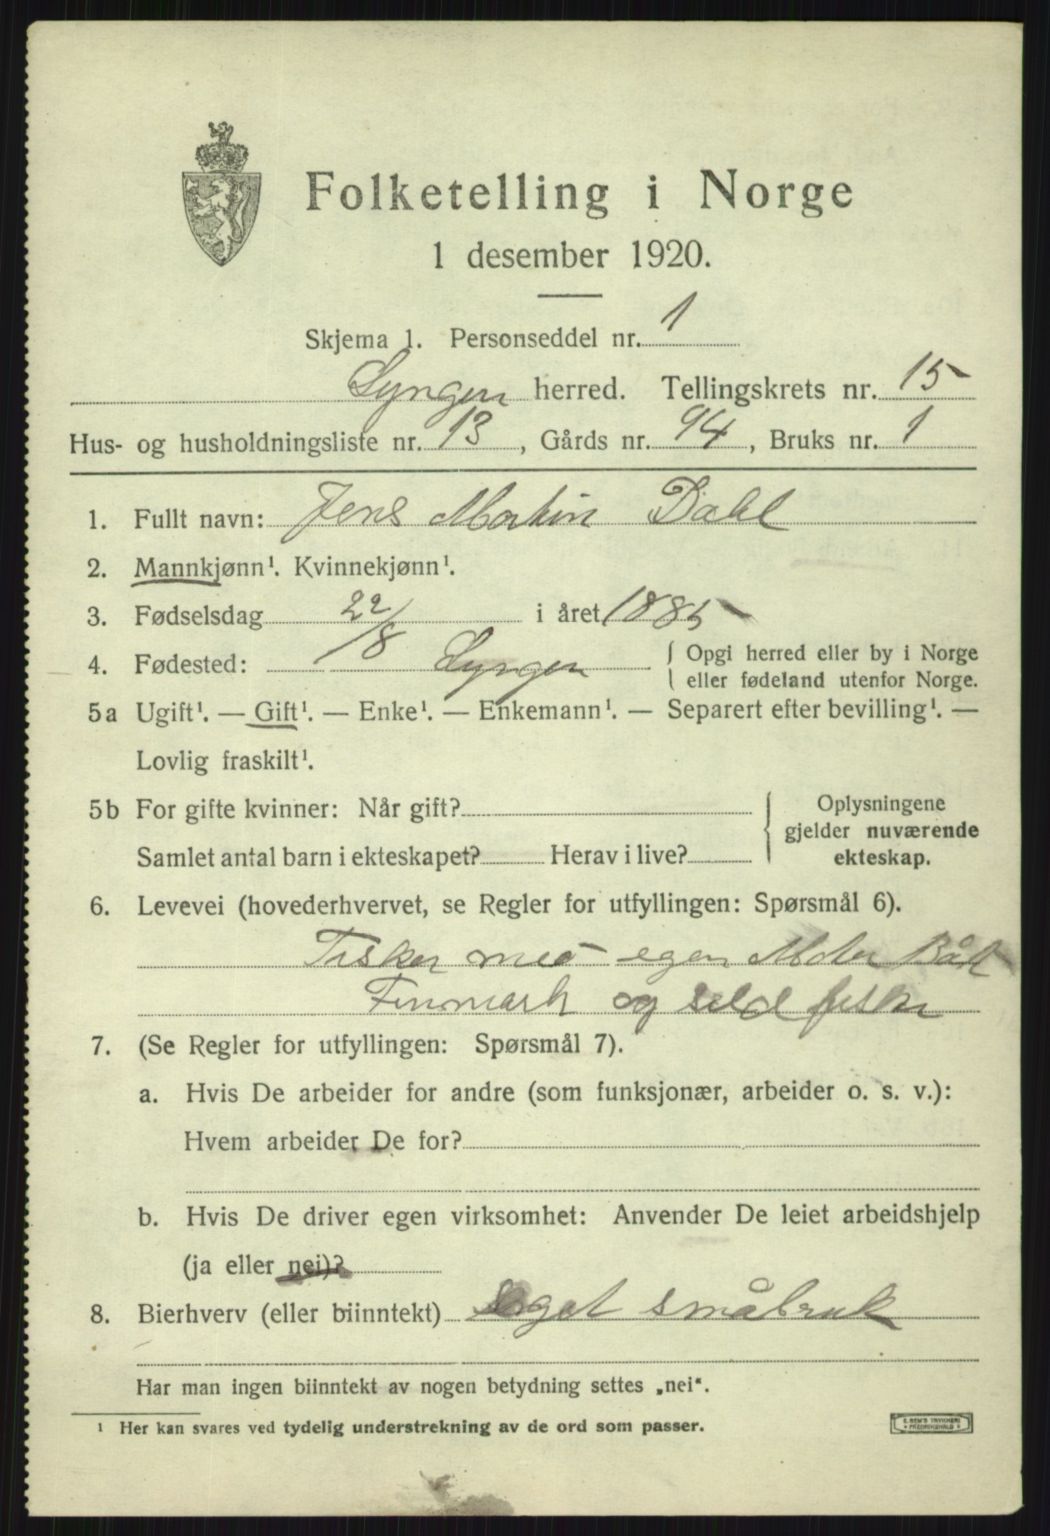 Folketelling i Norge
1 desember 1920.
Skjema 1. Personseddel nr. 1
Lyngen herred. Tellingskrets nr. 15
Hus- og husholdningsliste nr. 13, Gårds nr. 94, Bruks nr. 1
1. Fullt navn: Jens Martin Dahl
2. Mannkjønn¹. Kvinnekjønn¹.
3. Fødselsdag 22/8 i året 1885
4. Fødested: Lyngen { Opgi herred eller by i Norge
eller fødeland utenfor Norge.
5a Ugift¹. — Gift¹. — Enke¹. — Enkemann¹. — Separert efter bevilling¹. —
Lovlig fraskilt¹.
5b For gifte kvinner: Når gift?
Samlet antal barn i ekteskapet? Herav i live?
Oplysningene
gjelder nuværende
ekteskap.
6. Levevei (hovederhvervet, se Regler for utfyllingen: Spørsmål 6).
Fisker med egen Motor Båt
Finmark og seld fiske
7. (Se Regler for utfyllingen: Spørsmål 7).
a. Hvis De arbeider for andre (som funksjonær, arbeider o. s. v.):
Hvem arbeider De for?
b. Hvis De driver egen virksomhet: Anvender De leiet arbeidshjelp
(ja eller nei)?
8. Bierhverv (eller biinntekt) eget småbruk
Har man ingen biinntekt av nogen betydning settes „nei“.
¹ Her kan svares ved tydelig understrekning av de ord som passer.